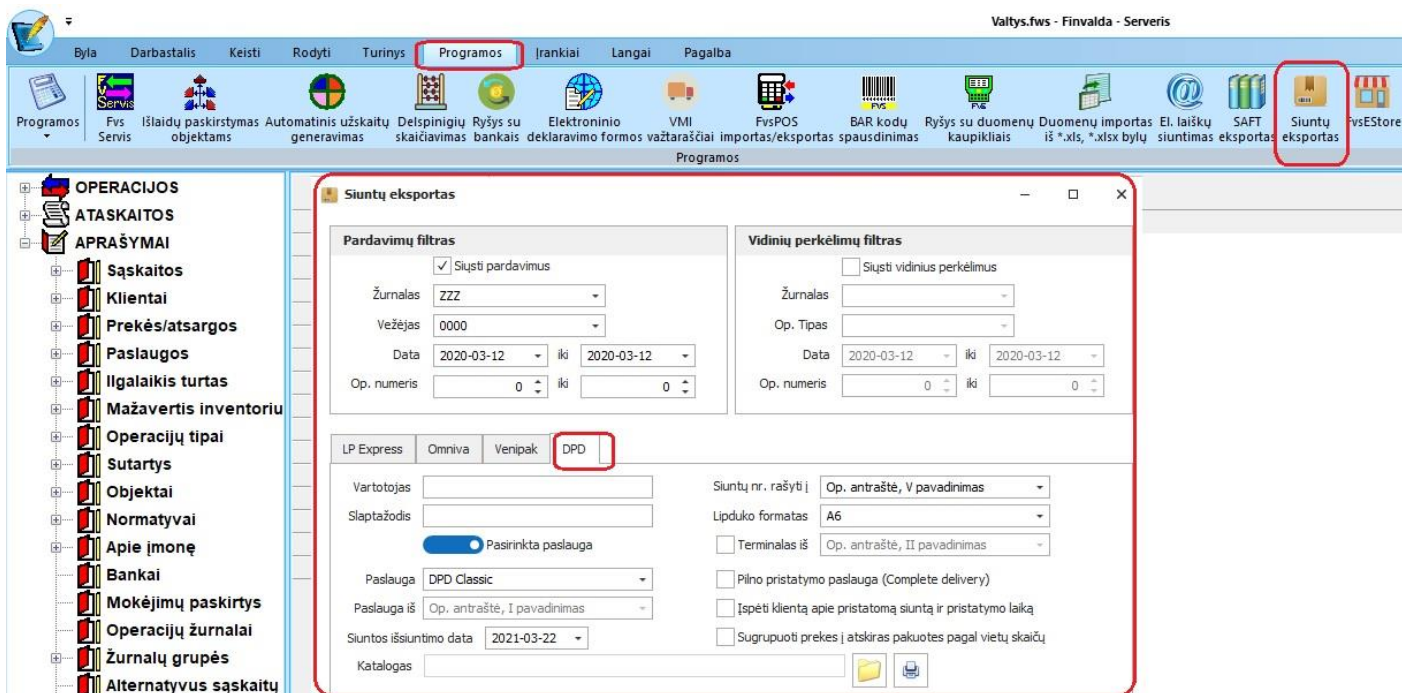 Valtys.fws - Finvalda - Serveris
Byla Darbastalis Keisti Rodyti Turinys Programos Įrankiai Langai Pagalba
Programos Fvs Servis Išlaidų paskirstymas objektams Automatinis užskaitų generavimas Delspinigių skaičiavimas Ryšys su bankais Elektroninio deklaravimo formos VMI važtaraščiai FvsPOS importas/eksportas BAR kodų spausdinimas Ryšys su duomenų kaupikliais Duomenų importas iš *.xls, *.xlsx bylų El. laiškų siuntimas SAFT eksportas Siuntų eksportas FvsEStore
Programos
OPERACIJOS
ATASKAITOS
APRAŠYMAI
Sąskaitos
Klientai
Prekės/atsargos
Paslaugos
Ilgalaikis turtas
Mažavertis inventoriu
Operacijų tipai
Sutartys
Objektai
Normatyvai
Apie įmonę
Bankai
Mokėjimų paskirtys
Operacijų žurnalai
Žurnalų grupės
Alternatyvus sąskaitų
Siuntų eksportas
Pardavimų filtras
Siųsti pardavimus
Žurnalas ZZZ
Vežėjas 0000
Data 2020-03-12 iki 2020-03-12
Op. numeris 0 iki 0
Vidinių perkėlimų filtras
Siųsti vidinius perkėlimus
Žurnalas
Op. Tipas
Data 2020-03-12 iki 2020-03-12
Op. numeris 0 iki 0
LP Express Omniva Venipak DPD
Vartotojas
Slaptažodis
Pasirinkta paslauga
Paslauga DPD Classic
Paslauga iš Op. antraštė, I pavadinimas
Siuntos išsiuntimo data 2021-03-22
Katalogas
Siuntų nr. rašyti į Op. antraštė, V pavadinimas
Lipduko formatas A6
Terminalas iš Op. antraštė, II pavadinimas
Pilno pristatymo paslauga (Complete delivery)
Įspėti klientą apie pristatomą siuntą ir pristatymo laiką
Sugrupuoti prekes į atskiras pakuotes pagal vietų skaičų